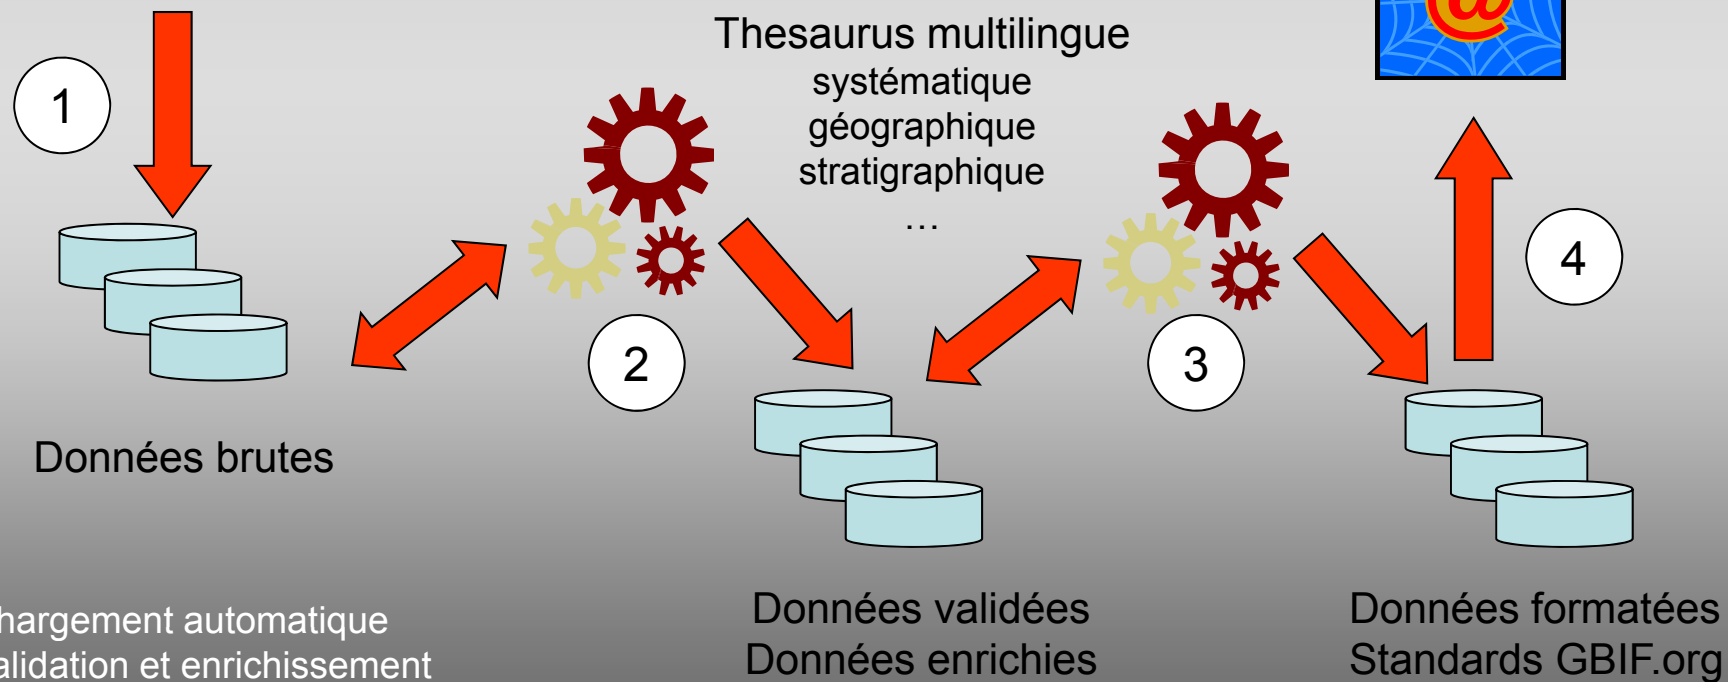 @
Thesaurus multilingue
systématique
géographique
stratigraphique
...
1
2
3
4
Données brutes
Données validées
Données enrichies
Données formatées
Standards GBIF.org
hargement automatique
alidation et enrichissement